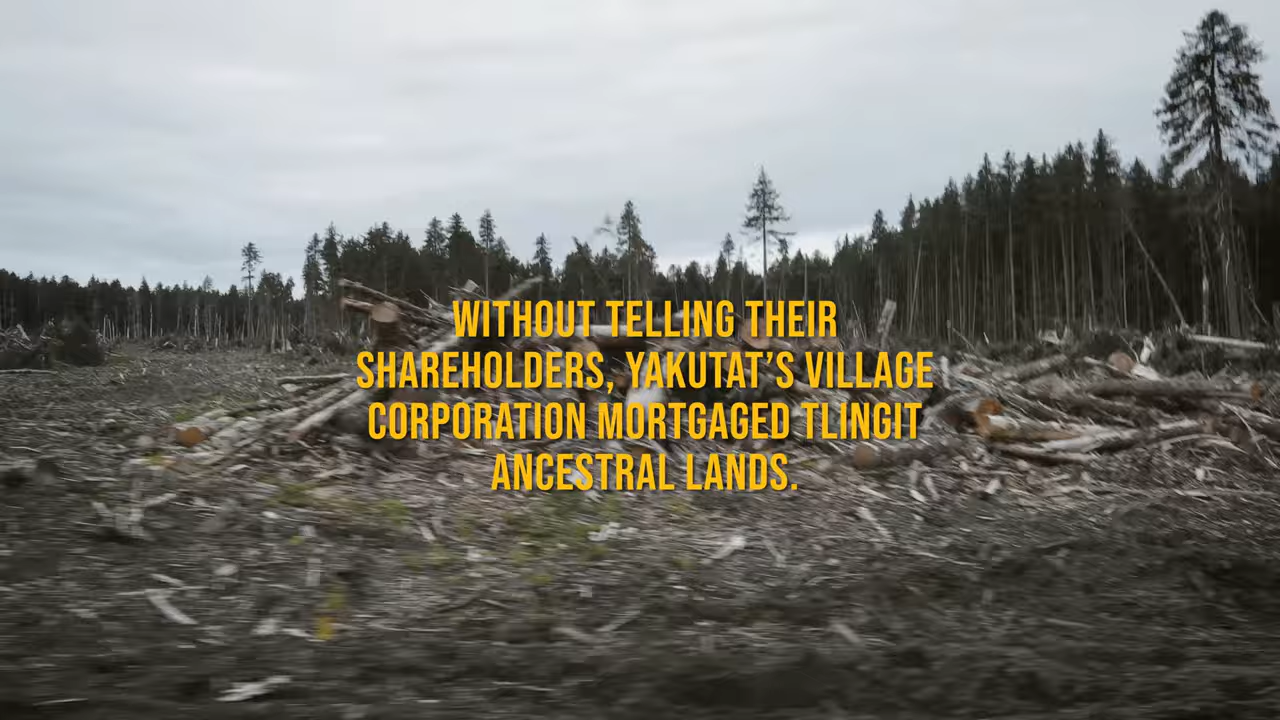 WITHOUT TELLING THEIR
SHAREHOLDERS, YAKUTAT’S VILLAGE
CORPORATION MORTGAGED TLINGIT
ANCESTRAL LANDS.